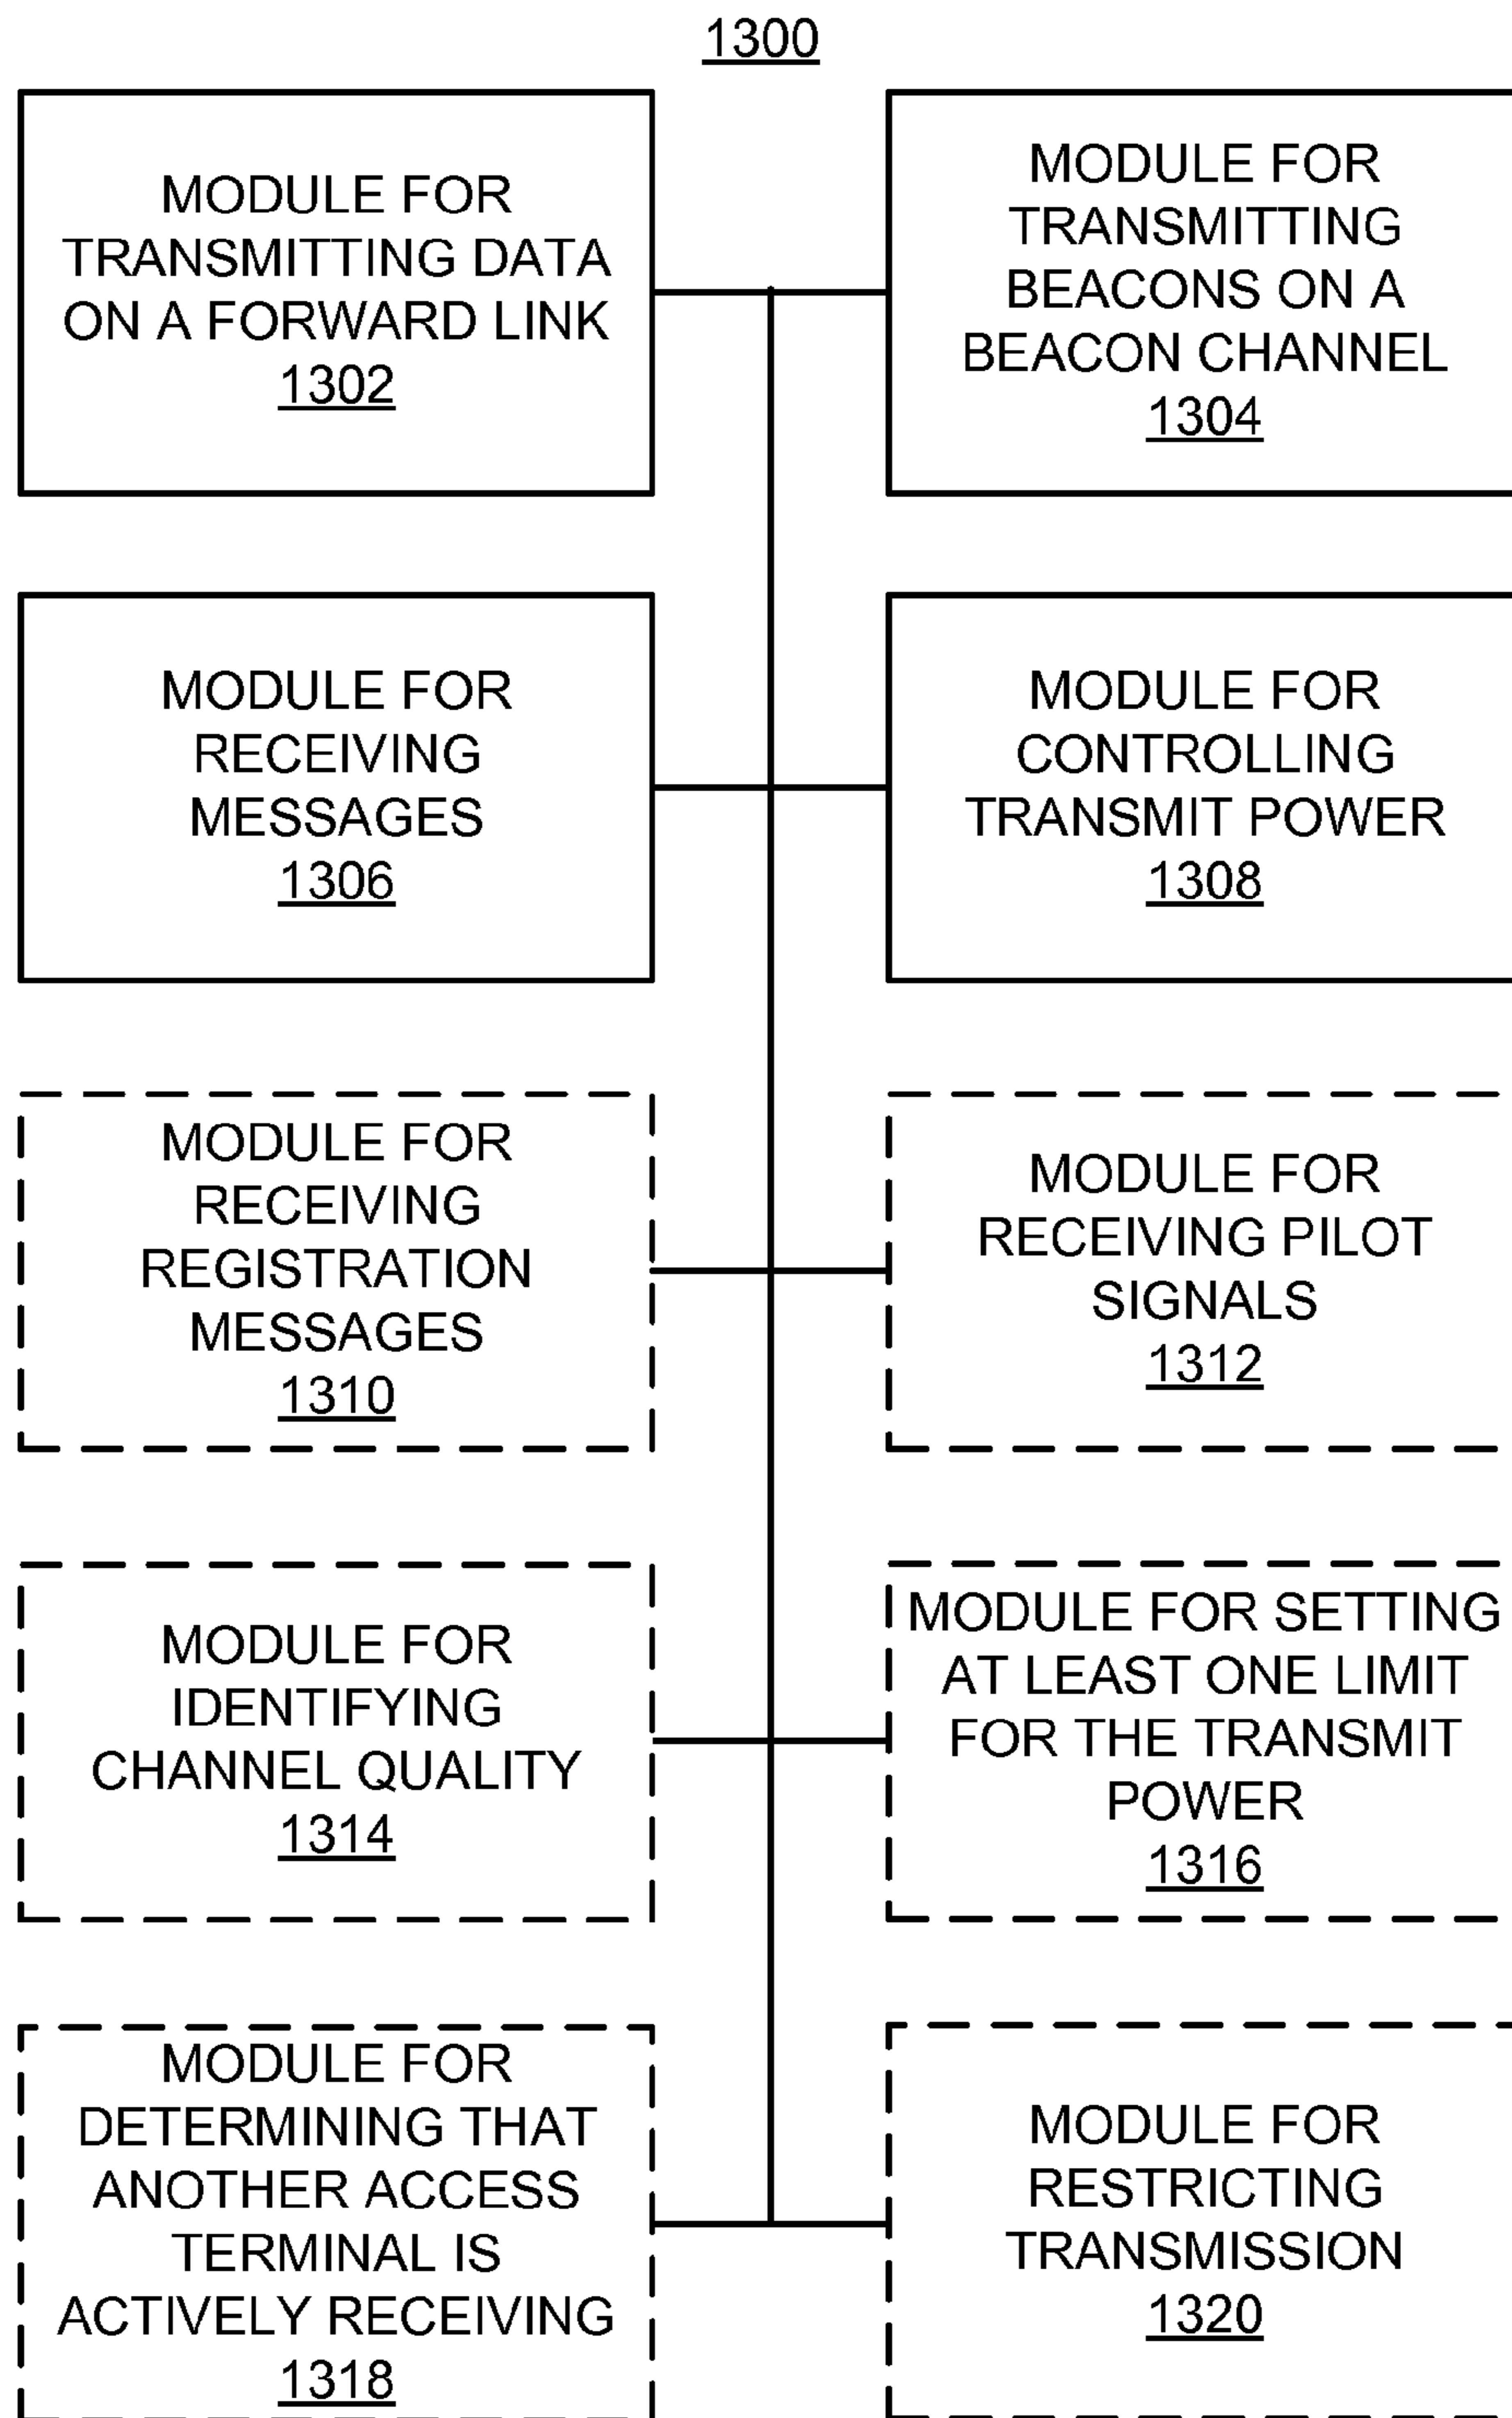 1300
MODULE FOR
TRANSMITTING DATA
ON A FORWARD LINK
1302
MODULE FOR
TRANSMITTING
BEACONS ON A
BEACON CHANNEL
1304
MODULE FOR
RECEIVING
MESSAGES
1306
MODULE FOR
CONTROLLING
TRANSMIT POWER
1308
MODULE FOR
RECEIVING
REGISTRATION
MESSAGES
1310
MODULE FOR
RECEIVING PILOT
SIGNALS
1312
MODULE FOR
IDENTIFYING
CHANNEL QUALITY
1314
MODULE FOR SETTING
AT LEAST ONE LIMIT
FOR THE TRANSMIT
POWER
1316
MODULE FOR
DETERMINING THAT
ANOTHER ACCESS
TERMINAL IS
ACTIVELY RECEIVING
1318
MODULE FOR
RESTRICTING
TRANSMISSION
1320